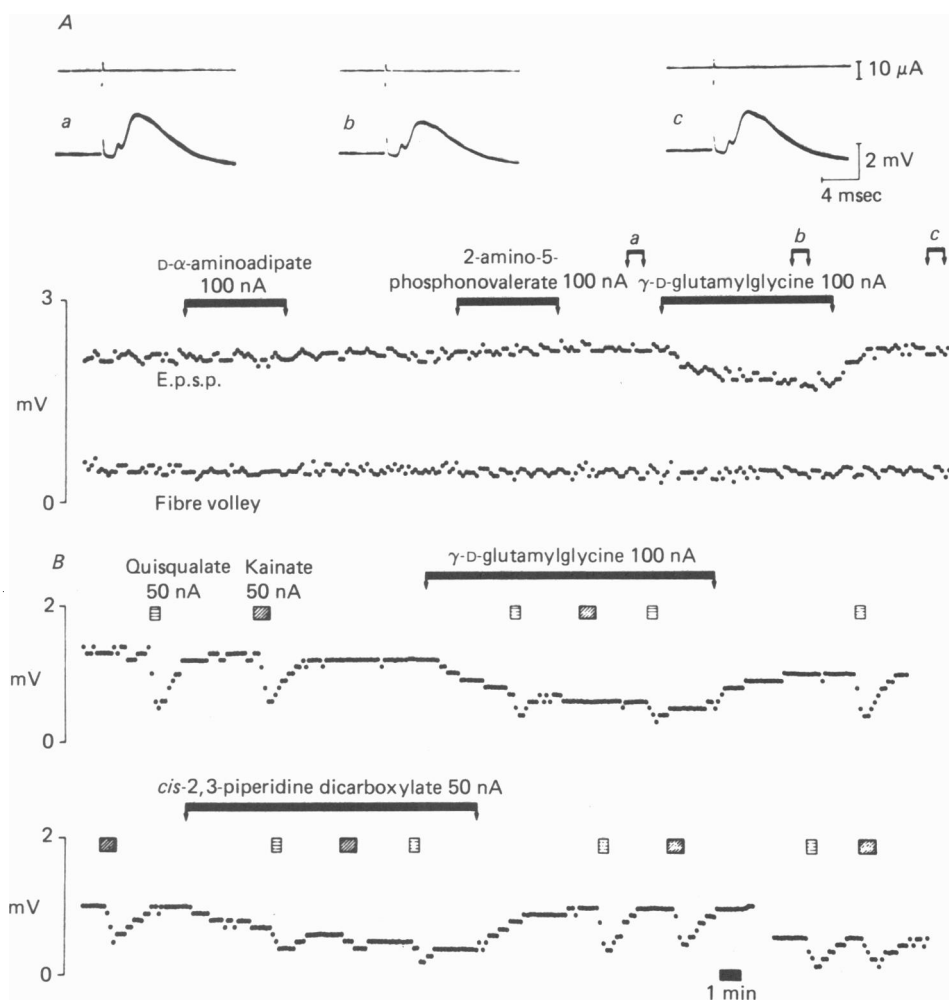 A
10 μA
a
b
c
2 mV
4 msec
a
b
c
D-α-aminoadipate
100 nA
2-amino-5-
phosphonovalerate 100 nA
γ-D-glutamylglycine 100 nA
3
E.p.s.p.
mV
Fibre volley
0
B
Quisqualate
50 nA
Kainate
50 nA
γ-D-glutamylglycine 100 nA
2
mV
0
cis-2,3-piperidine dicarboxylate 50 nA
2
mV
0
1 min